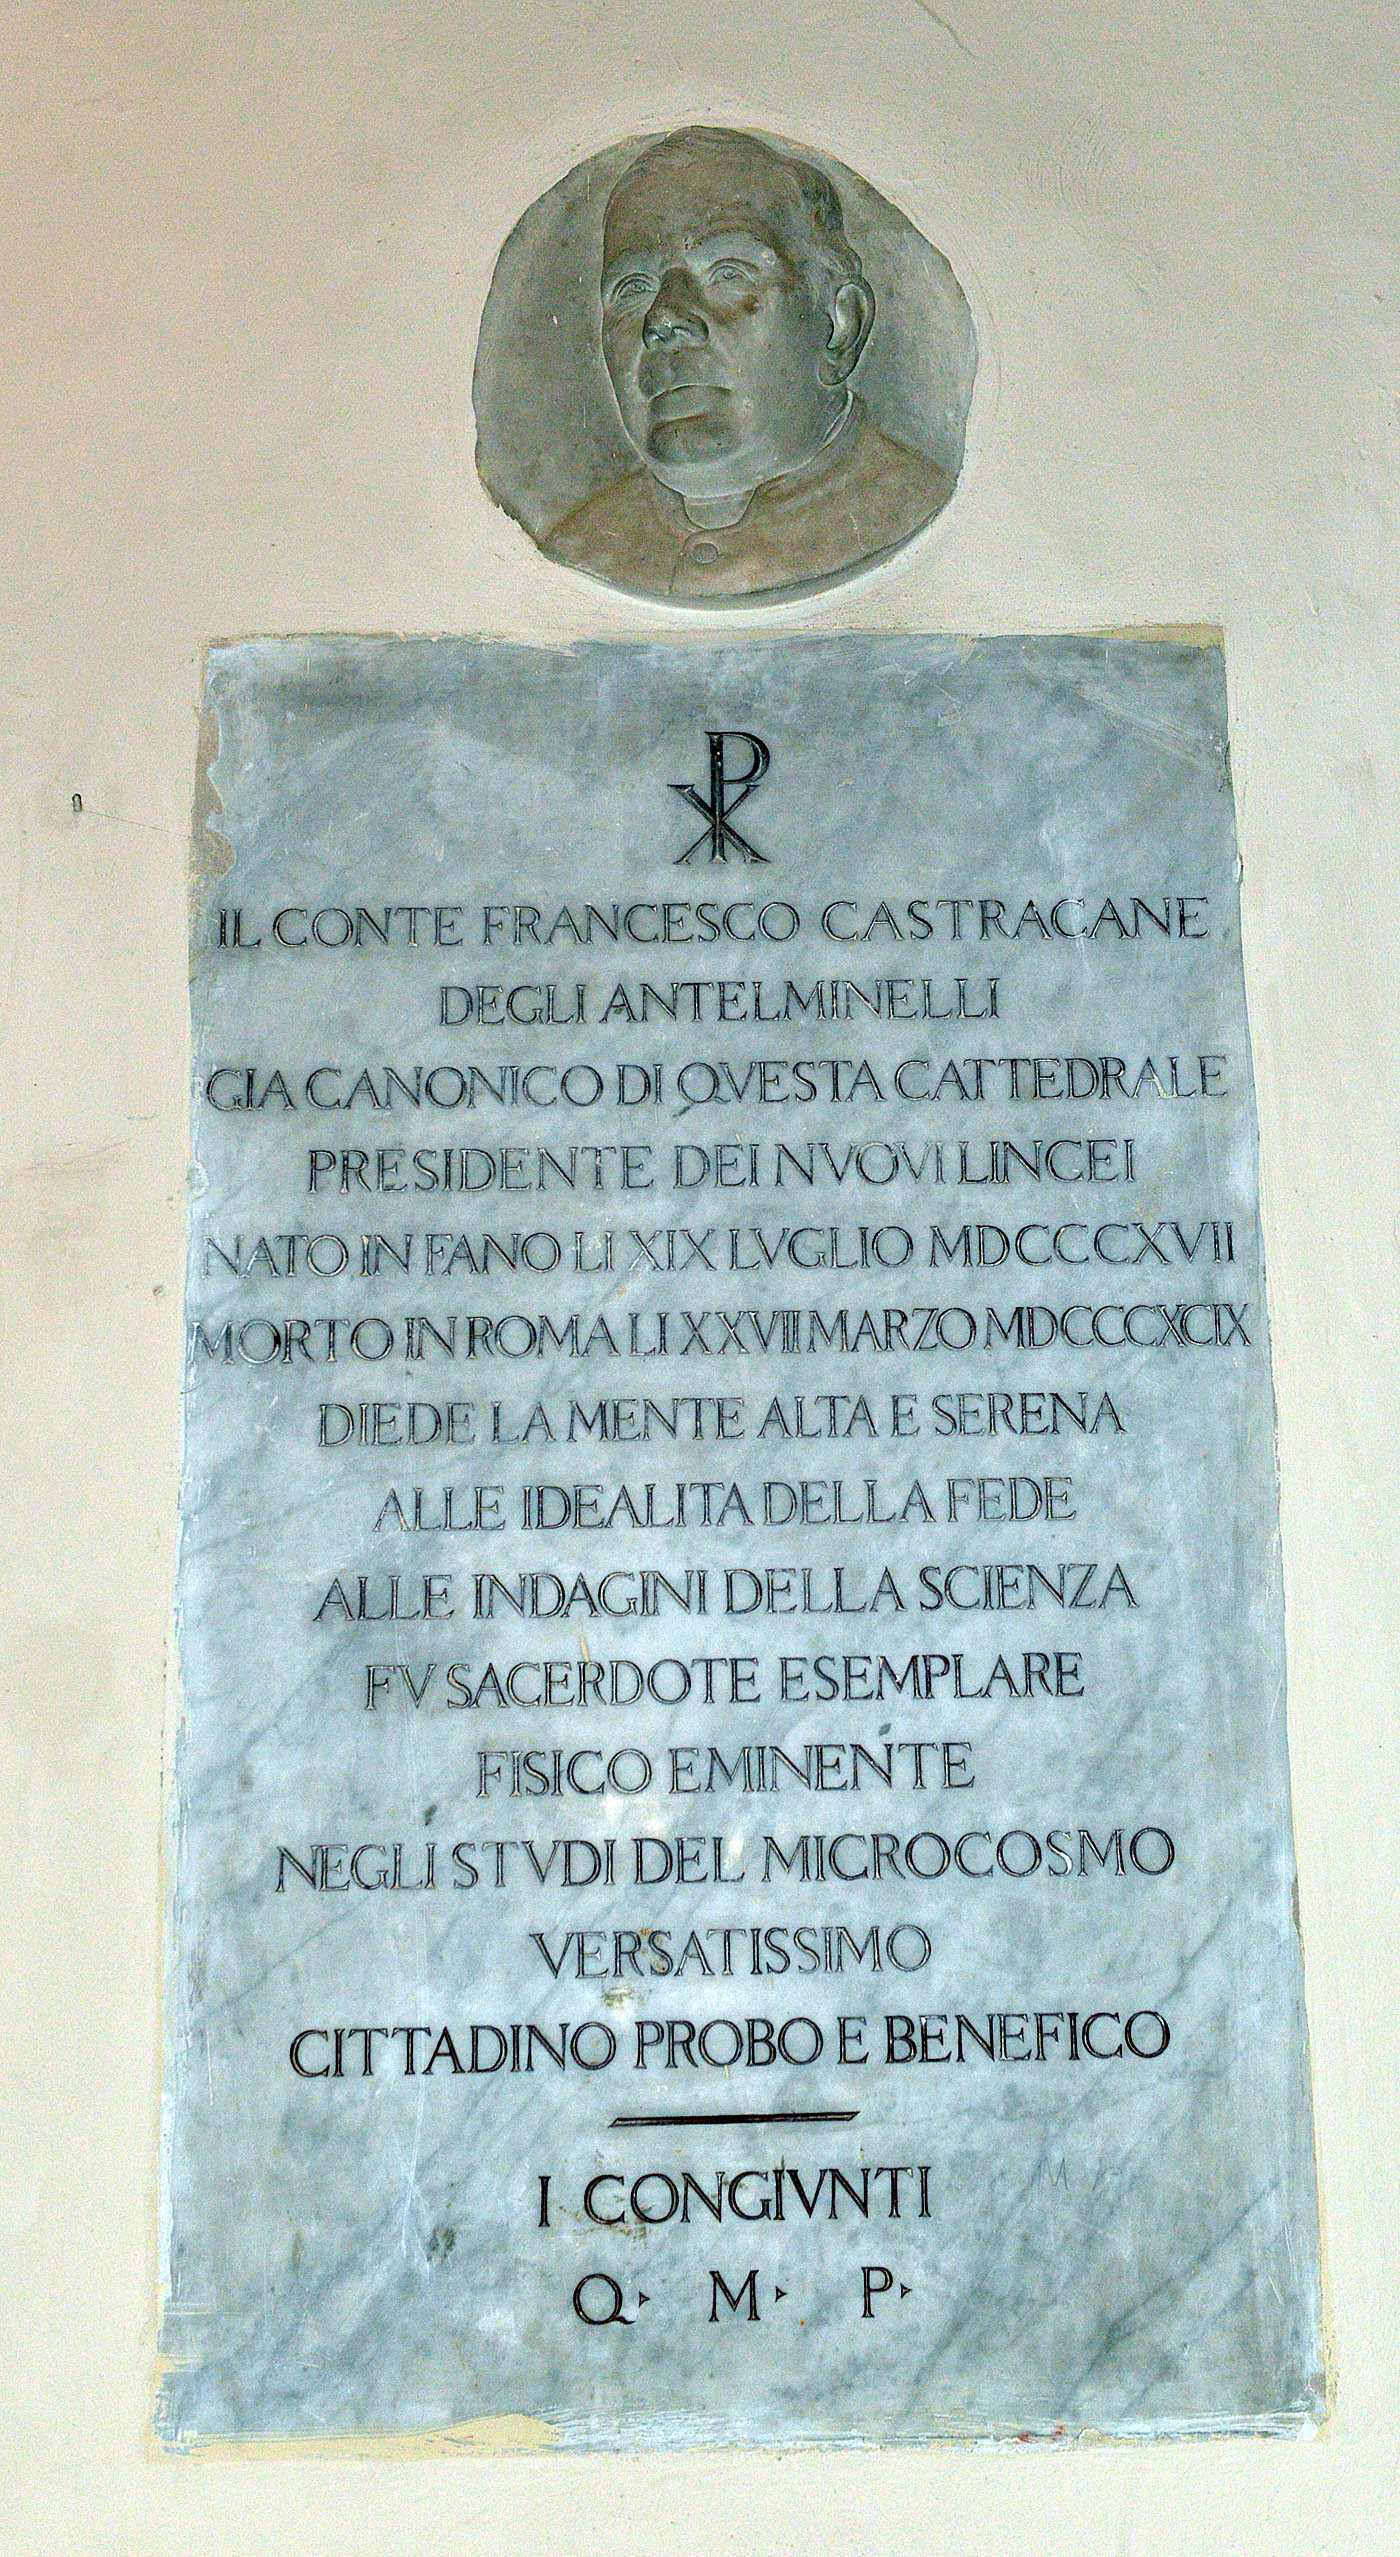 ☧
IL CONTE FRANCESCO CASTRACANE
DEGLI ANTELMINELLI
GIA CANONICO DI QVESTA CATTEDRALE
PRESIDENTE DEI NVOVI LINCEI
NATO IN FANO LI XIX LVGLIO MDCCCXVII
MORTO IN ROMA LI XXVII MARZO MDCCCXCIX
DIEDE LA MENTE ALTA E SERENA
ALLE IDEALITA DELLA FEDE
ALLE INDAGINI DELLA SCIENZA
FV SACERDOTE ESEMPLARE
FISICO EMINENTE
NEGLI STVDI DEL MICROCOSMO
VERSATISSIMO
CITTADINO PROBO E BENEFICO
I CONGIVNTI
Q‣ M‣ P‣